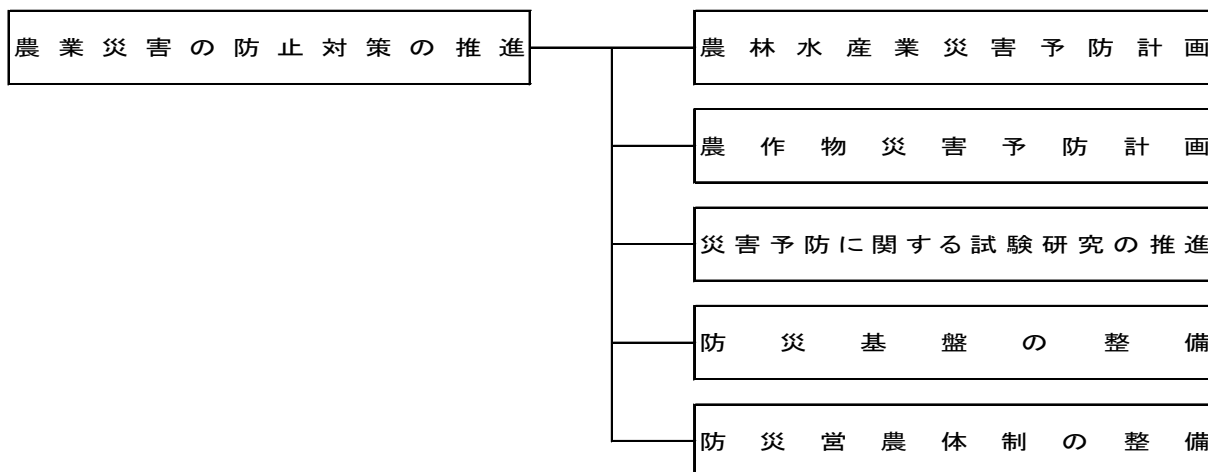 農業災害の防止対策の推進
農林水産業災害予防計画
農作物災害予防計画
災害予防に関する試験研究の推進
防災基盤の整備
防災営農体制の整備